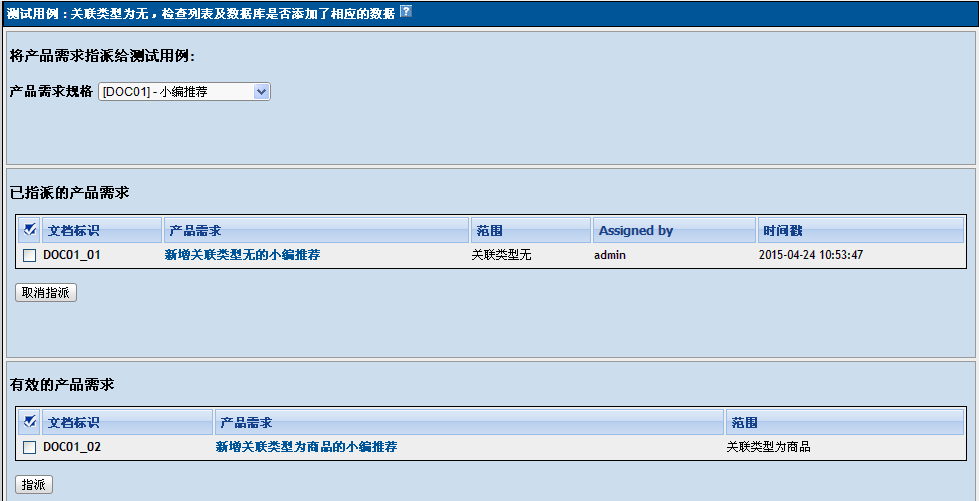 测试用例：关联类型为无，检查列表及数据库是否添加了相应的数据 ?
将产品需求指派给测试用例:
产品需求规格 [DOC01] - 小编推荐
已指派的产品需求
文档标识 产品需求 范围 Assigned by 时间戳
DOC01_01 新增关联类型无的小编推荐 关联类型无 admin 2015-04-24 10:53:47
取消指派
有效的产品需求
文档标识 产品需求 范围
DOC01_02 新增关联类型为商品的小编推荐 关联类型为商品
指派